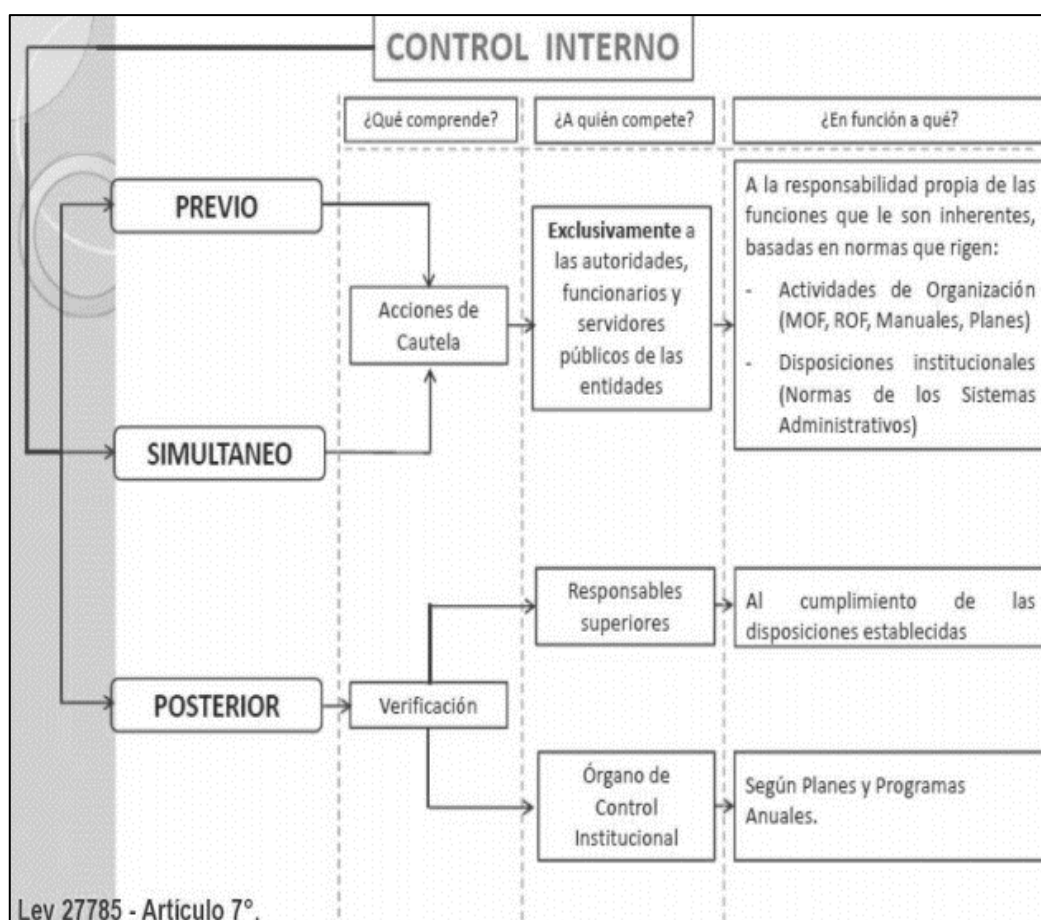 CONTROL INTERNO
¿Qué comprende?
¿A quién compete?
¿En función a qué?
PREVIO
Acciones de
Cautela
Exclusivamente a
las autoridades,
funcionarios y
servidores
públicos de las
entidades
A la responsabilidad propia de las
funciones que le son inherentes,
basadas en normas que rigen:
- Actividades de Organización
(MOF, ROF, Manuales, Planes)
- Disposiciones institucionales
(Normas de los Sistemas
Administrativos)
SIMULTANEO
POSTERIOR
Verificación
Responsables
superiores
Al cumplimiento de las
disposiciones establecidas
Órgano de
Control
Institucional
Según Planes y Programas
Anuales.
Ley 27785 - Artículo 7°.